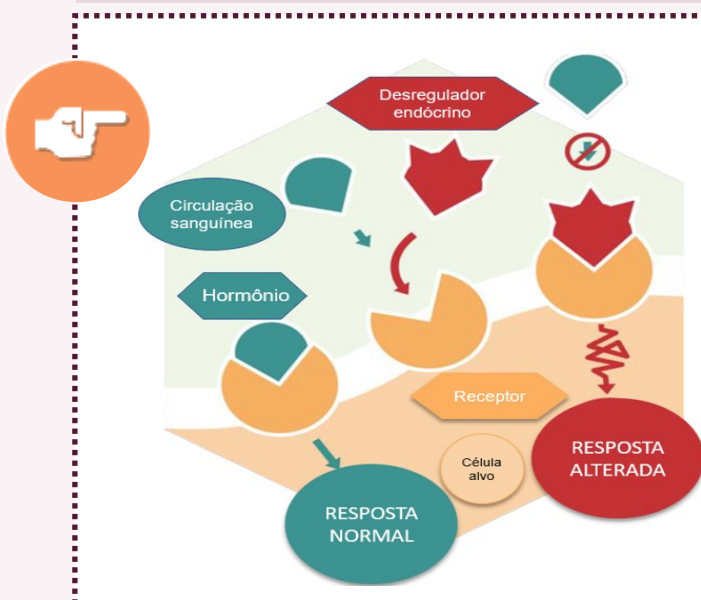 Desregulador
endócrino
Circulação
sanguínea
Hormônio
Receptor
Célula
alvo
RESPOSTA
ALTERADA
RESPOSTA
NORMAL